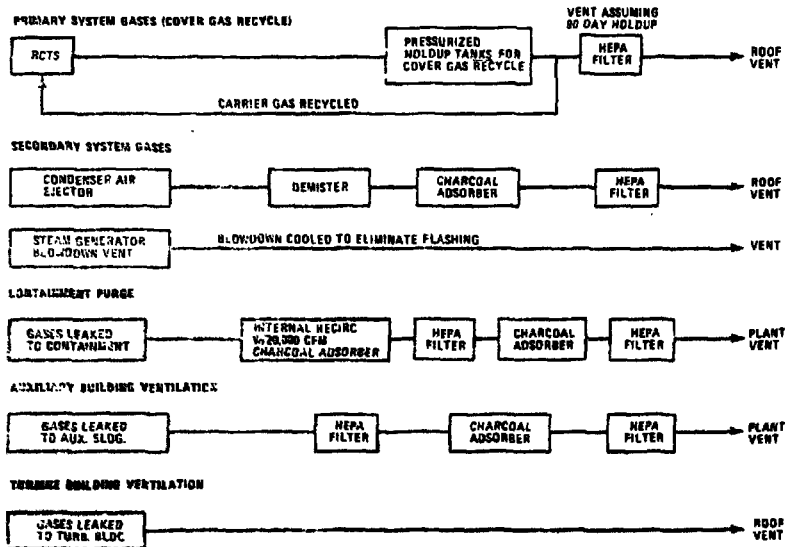 PRIMARY SYSTEM GASES (COVER GAS RECYCLE)
VENT ASSUMING
90 DAY HOLDUP
RCTS
PRESSURIZED
HOLDUP TANKS FOR
COVER GAS RECYCLE
HEPA
FILTER
ROOF
VENT
CARRIER GAS RECYCLED
SECONDARY SYSTEM GASES
CONDENSER AIR
EJECTOR
DEMISTER
CHARCOAL
ADSORBER
HEPA
FILTER
ROOF
VENT
STEAM GENERATOR
BLOWDOWN VENT
BLOWDOWN COOLED TO ELIMINATE FLASHING
VENT
CONTAINMENT PURGE
GASES LEAKED
TO CONTAINMENT
INTERNAL RECIRC
W/20,000 CFM
CHARCOAL ADSORBER
HEPA
FILTER
CHARCOAL
ADSORBER
HEPA
FILTER
PLANT
VENT
AUXILIARY BUILDING VENTILATION
GASES LEAKED
TO AUX. BLDG.
HEPA
FILTER
CHARCOAL
ADSORBER
HEPA
FILTER
PLANT
VENT
TURBINE BUILDING VENTILATION
GASES LEAKED
TO TURB. BLDG
ROOF
VENT